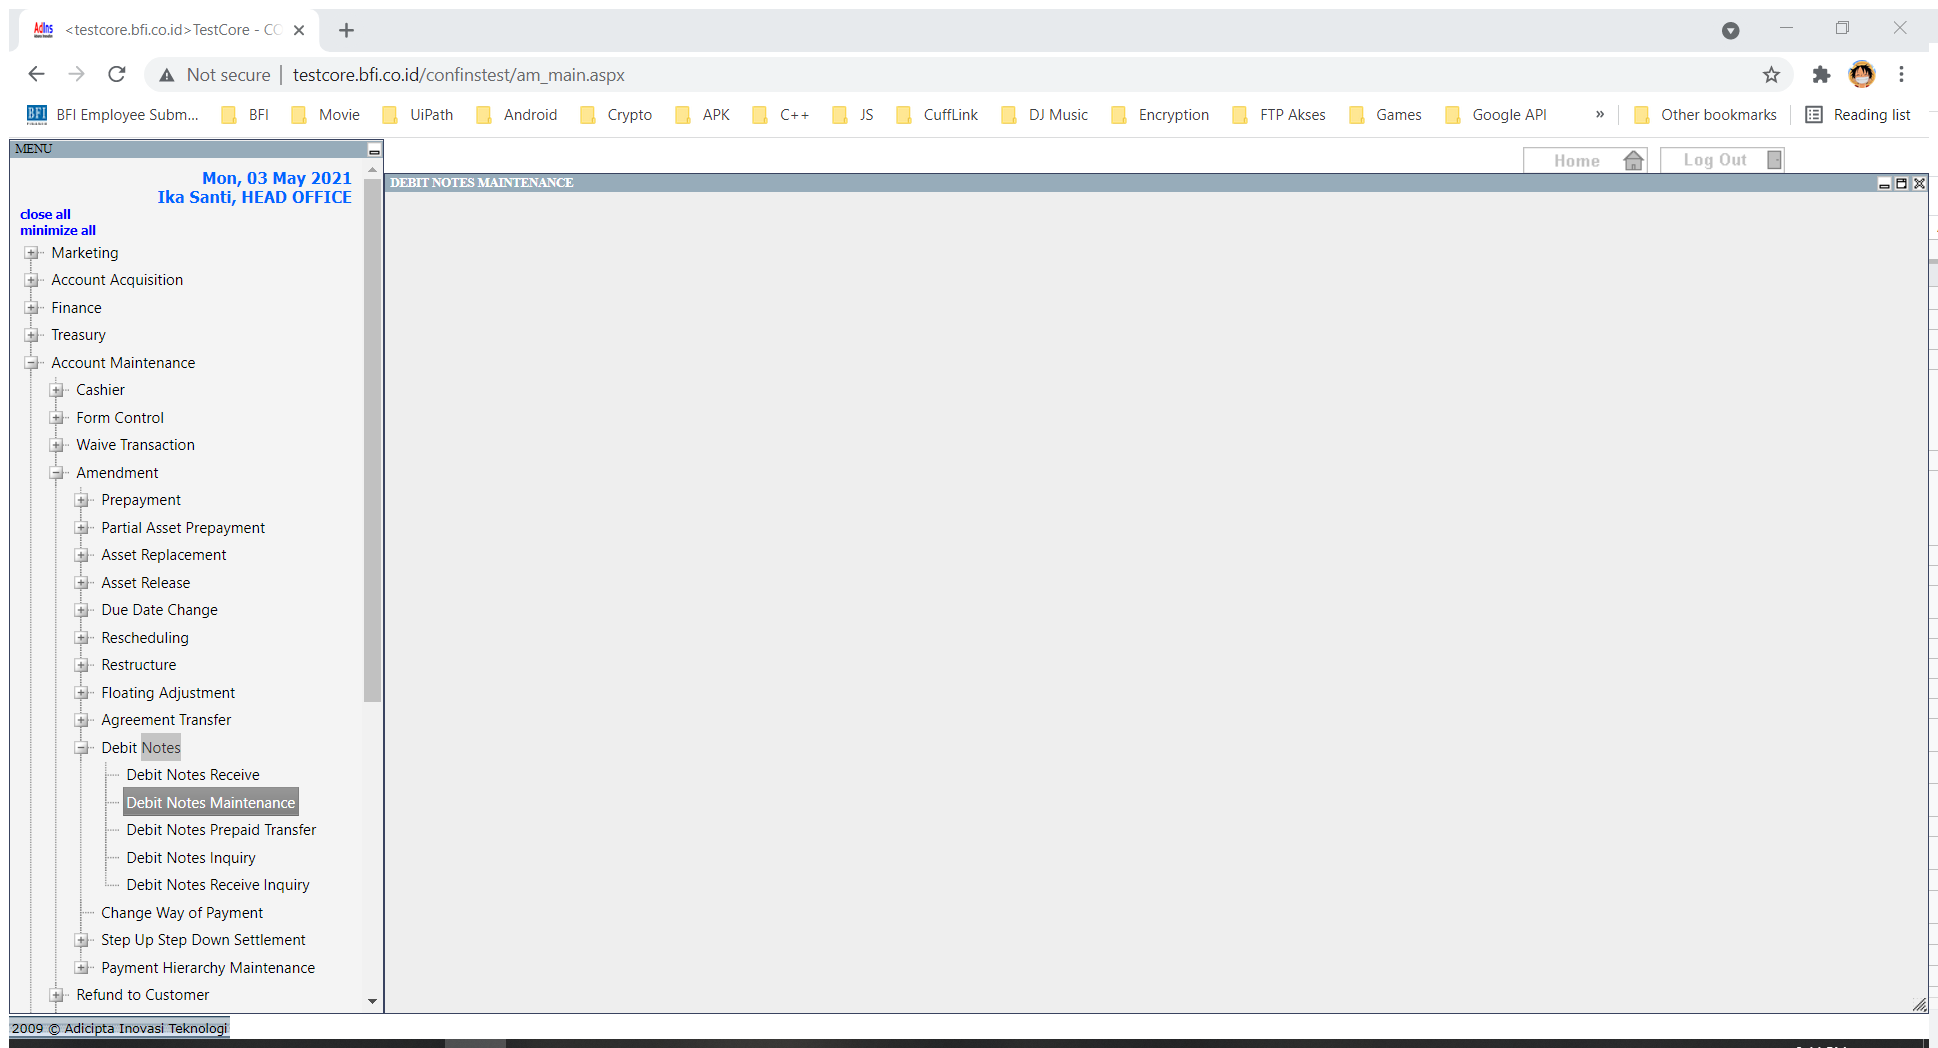 AdIns <testcore.bfi.co.id>TestCore - CO
Not secure | testcore.bfi.co.id/confinstest/am_main.aspx
BFI BFI Employee Subm... BFI Movie UiPath Android Crypto APK C++ JS CuffLink DJ Music Encryption FTP Akses Games Google API » Other bookmarks Reading list
MENU
Home Log Out
Mon, 03 May 2021
Ika Santi, HEAD OFFICE
close all
minimize all
Marketing
Account Acquisition
Finance
Treasury
Account Maintenance
Cashier
Form Control
Waive Transaction
Amendment
Prepayment
Partial Asset Prepayment
Asset Replacement
Asset Release
Due Date Change
Rescheduling
Restructure
Floating Adjustment
Agreement Transfer
Debit Notes
Debit Notes Receive
Debit Notes Maintenance
Debit Notes Prepaid Transfer
Debit Notes Inquiry
Debit Notes Receive Inquiry
Change Way of Payment
Step Up Step Down Settlement
Payment Hierarchy Maintenance
Refund to Customer
DEBIT NOTES MAINTENANCE
2009 © Adicipta Inovasi Teknologi